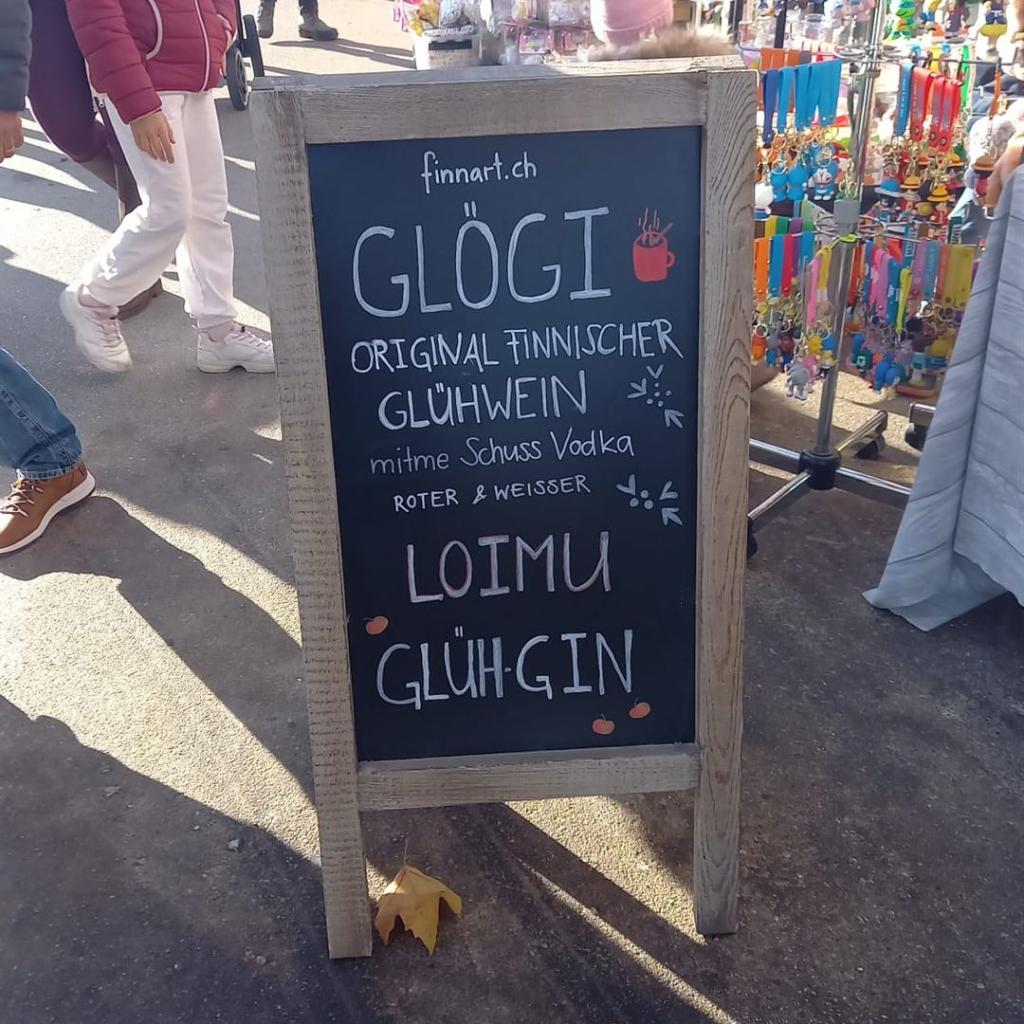 finnart.ch
GLÖGI
ORIGINAL FINNISCHER
GLÜHWEIN
mitme Schuss Vodka
ROTER & WEISSER
LOIMU
GLÜH-GIN